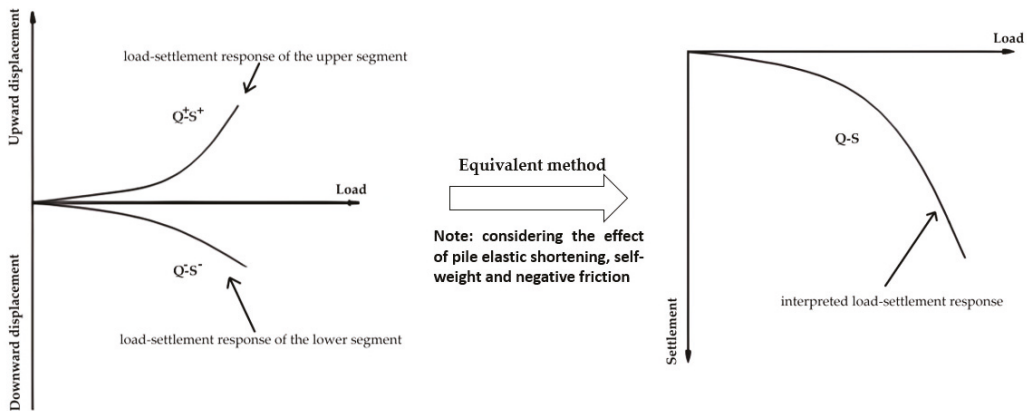 Upward displacement
load-settlement response of the upper segment
Q⁺-S⁺
Load
Q⁻-S⁻
load-settlement response of the lower segment
Downward displacement
Equivalent method
Note: considering the effect
of pile elastic shortening, self-
weight and negative friction
Load
Q-S
interpreted load-settlement response
Settlement